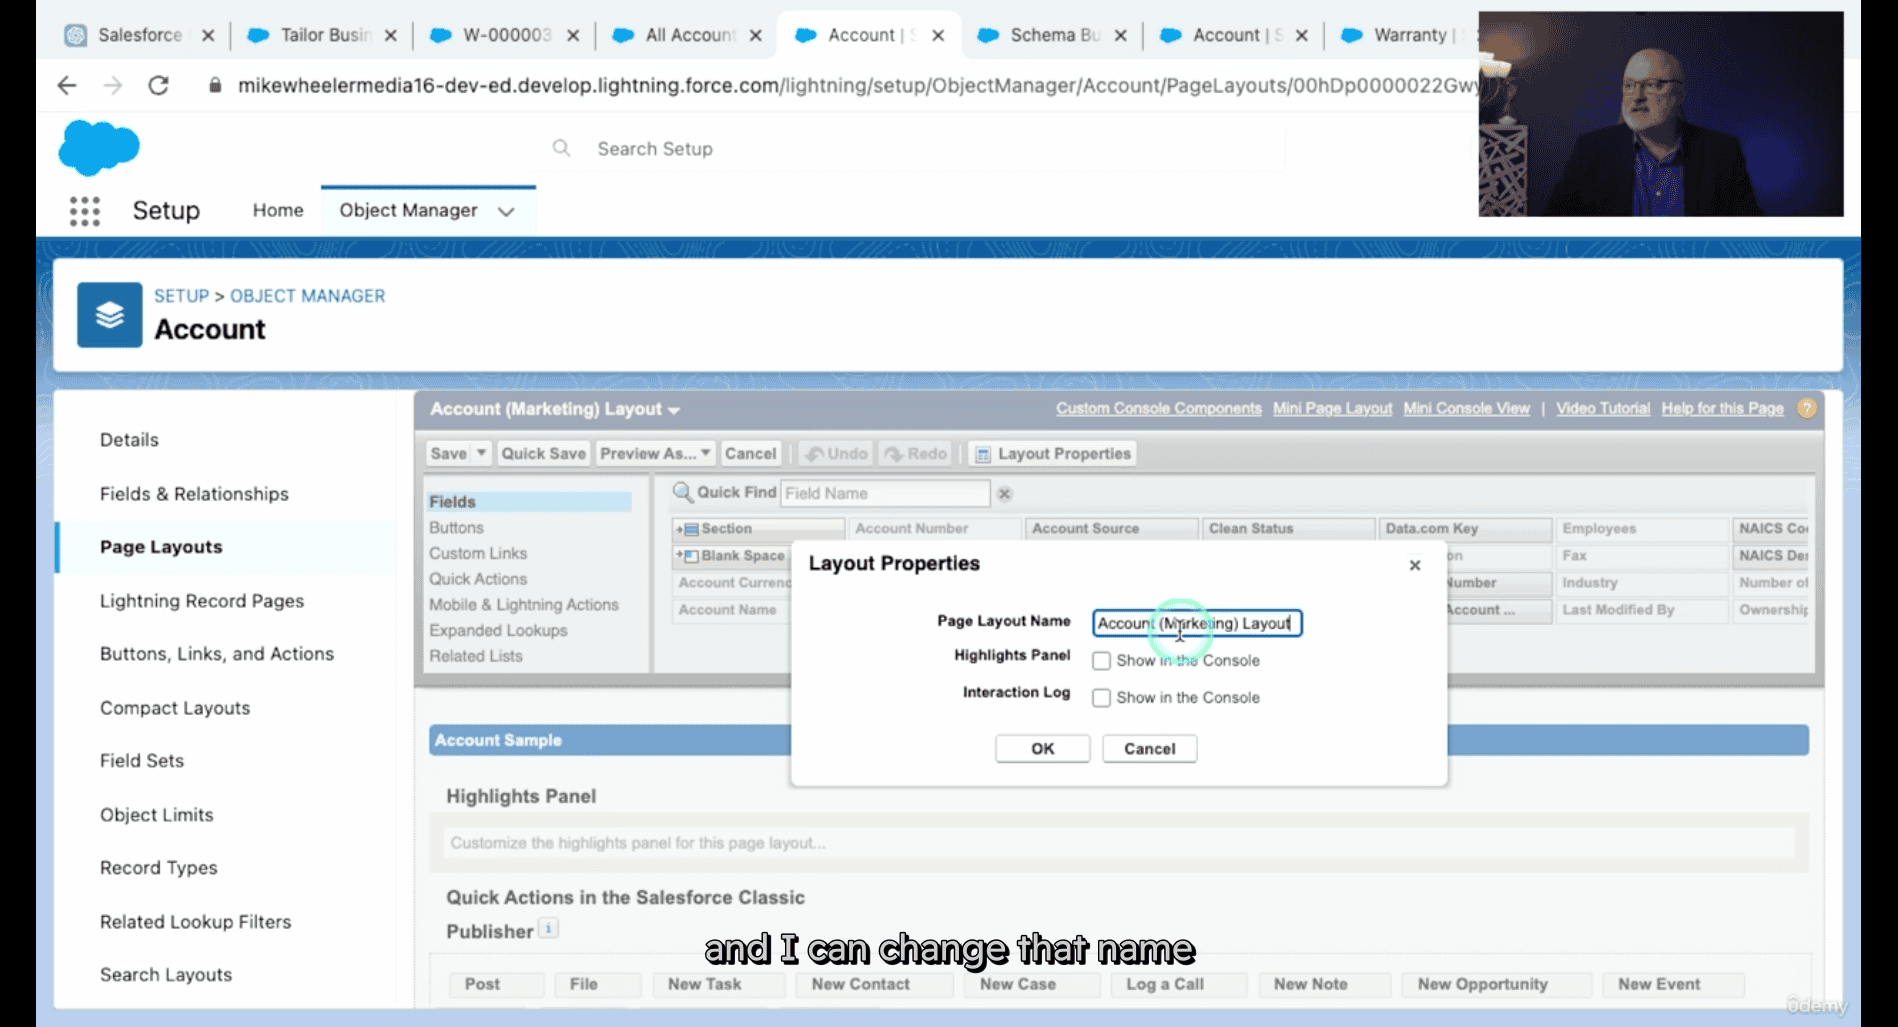 Salesforce
Tailor Busin
W-000003
All Account
Account | S
Schema Bu
Account | S
Warranty |
mikewheelermedia16-dev-ed.develop.lightning.force.com/lightning/setup/ObjectManager/Account/PageLayouts/00hDp0000022Gwy
Search Setup
Setup
Home
Object Manager
SETUP > OBJECT MANAGER
Account
Details
Fields & Relationships
Page Layouts
Lightning Record Pages
Buttons, Links, and Actions
Compact Layouts
Field Sets
Object Limits
Record Types
Related Lookup Filters
Search Layouts
Account (Marketing) Layout
Custom Console Components
Mini Page Layout
Mini Console View
|
Video Tutorial
Help for this Page
?
Save
Quick Save
Preview As...
Cancel
Undo
Redo
Layout Properties
Fields
Buttons
Custom Links
Quick Actions
Mobile & Lightning Actions
Expanded Lookups
Related Lists
Quick Find
Field Name
Section
Account Number
Account Source
Clean Status
Data.com Key
Employees
NAICS Co
Blank Space
on
Fax
NAICS Des
Account Currenc
Number
Industry
Number of
Account Name
Account ...
Last Modified By
Ownership
Layout Properties
Page Layout Name
Account (Marketing) Layout
Highlights Panel
Show in the Console
Interaction Log
Show in the Console
OK
Cancel
Account Sample
Highlights Panel
Customize the highlights panel for this page layout...
Quick Actions in the Salesforce Classic
Publisher
i
and I can change that name
Post
File
New Task
New Contact
New Case
Log a Call
New Note
New Opportunity
New Event
ûdemy